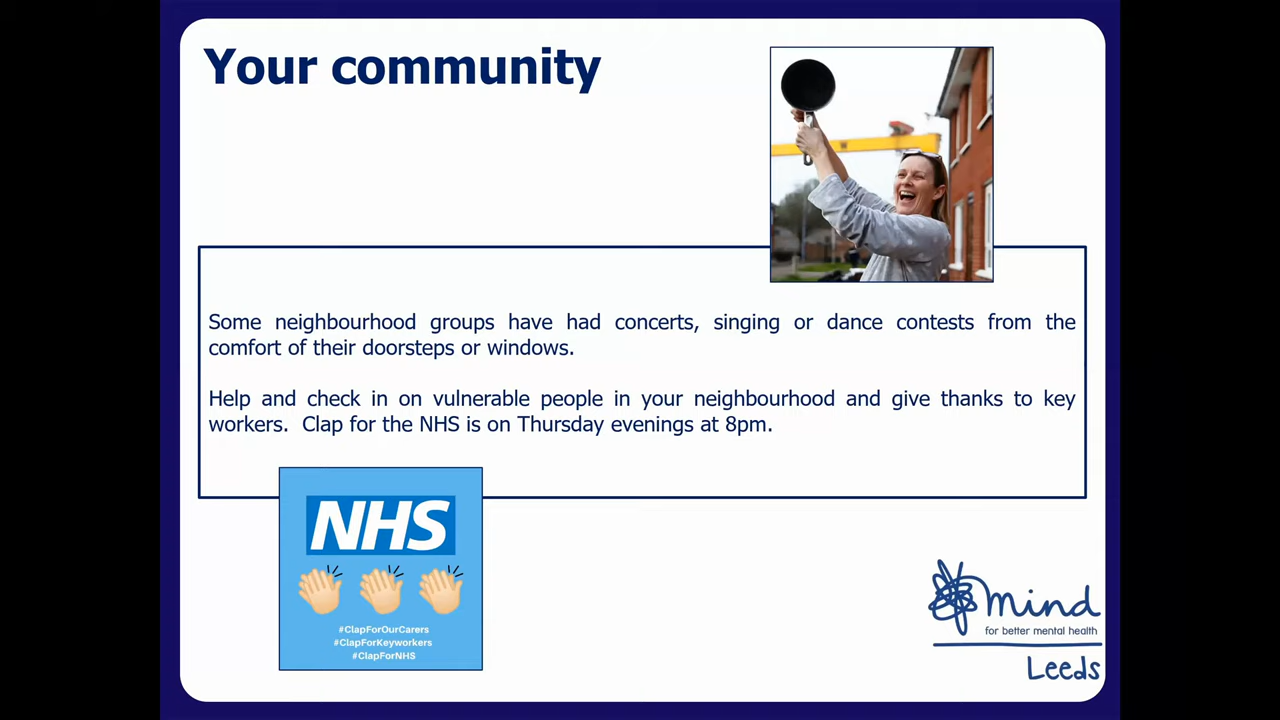 Your community
Some neighbourhood groups have had concerts, singing or dance contests from the
comfort of their doorsteps or windows.
Help and check in on vulnerable people in your neighbourhood and give thanks to key
workers.  Clap for the NHS is on Thursday evenings at 8pm.
NHS
#ClapForOurCarers
#ClapForKeyworkers
#ClapForNHS
mind
for better mental health
Leeds